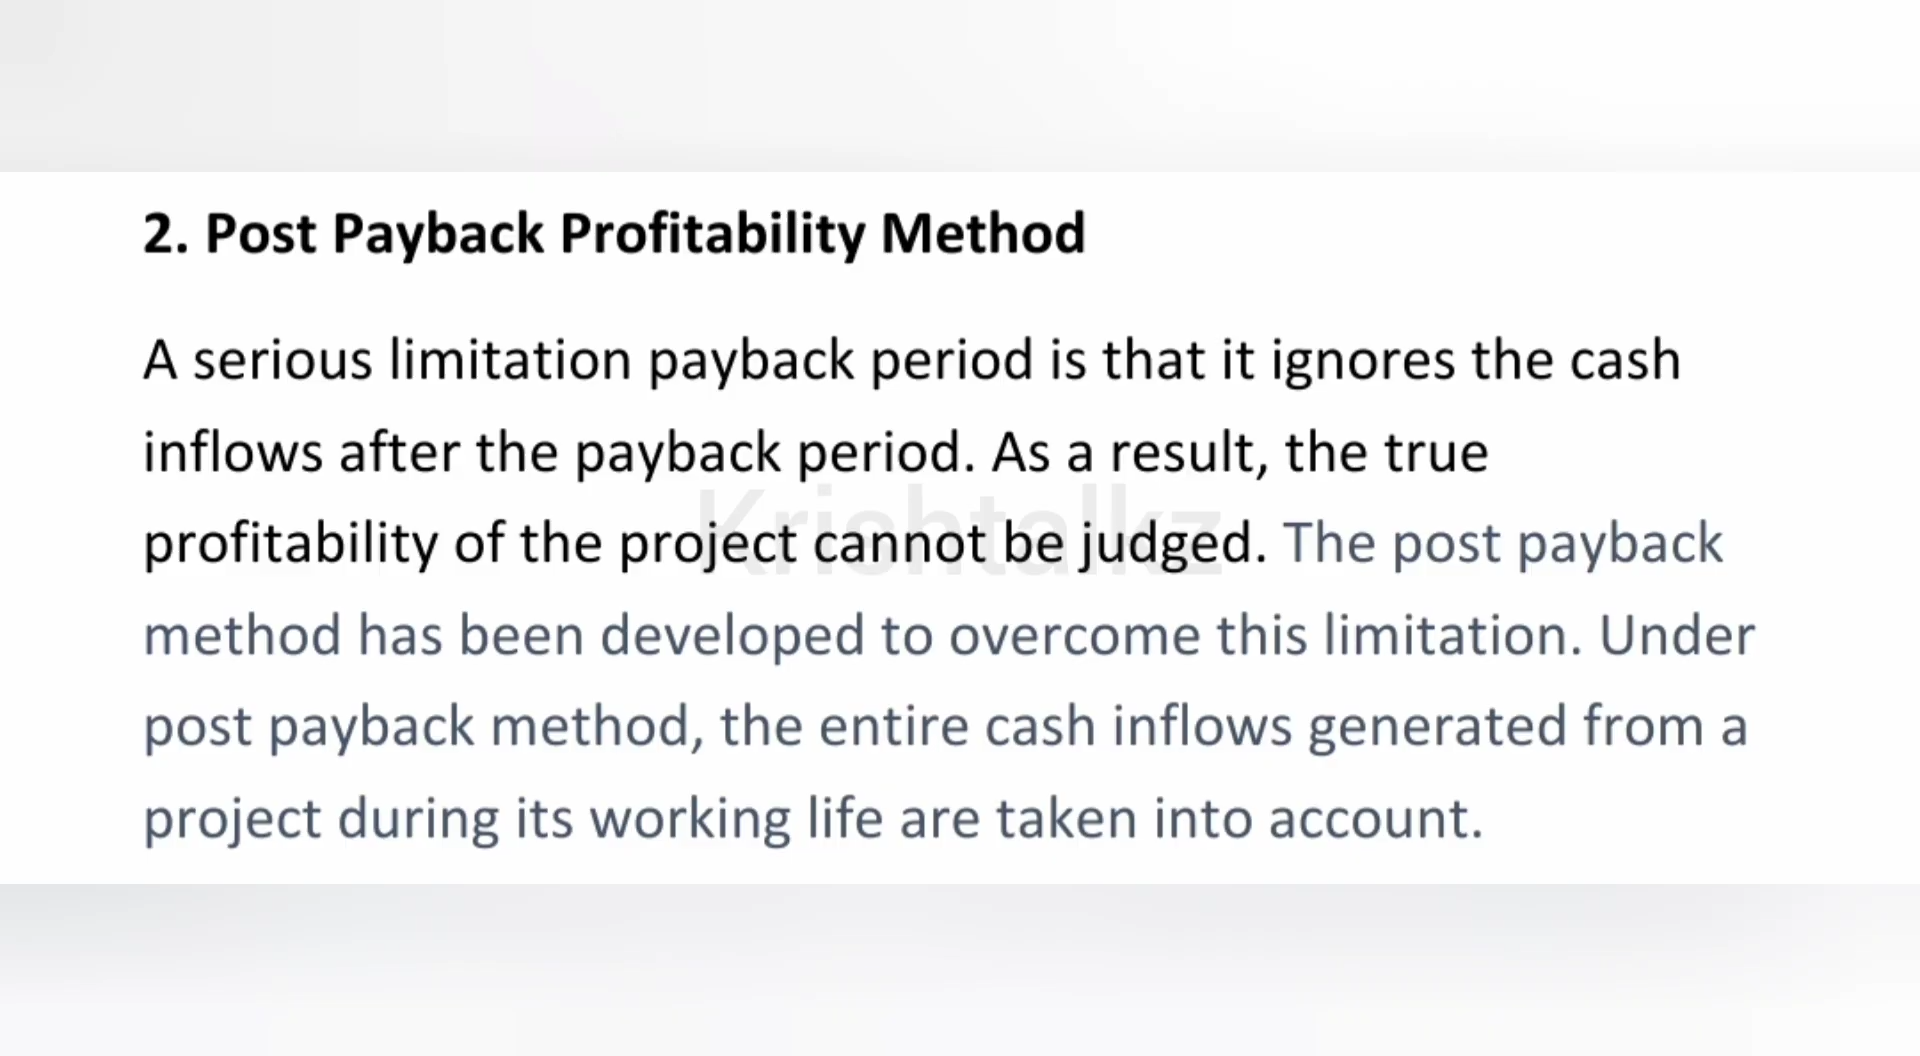 2. Post Payback Profitability Method
A serious limitation payback period is that it ignores the cash
inflows after the payback period. As a result, the true
profitability of the project cannot be judged. The post payback
method has been developed to overcome this limitation. Under
post payback method, the entire cash inflows generated from a
project during its working life are taken into account.
Krishtalkz